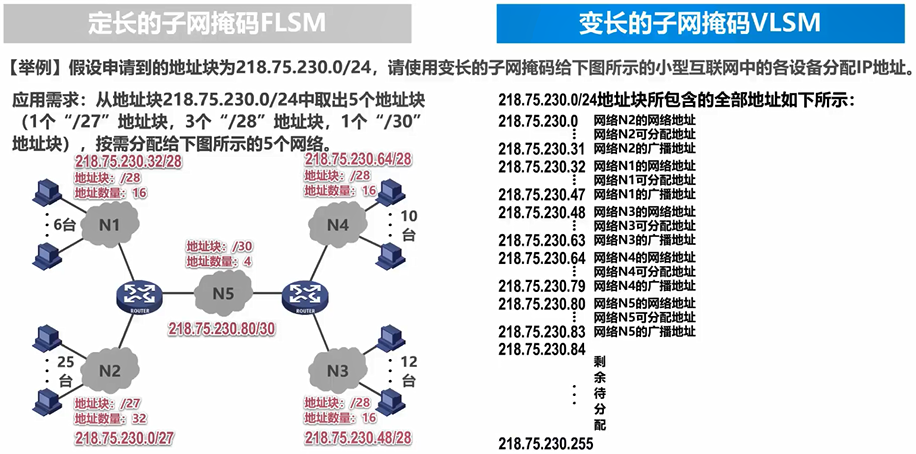 定长的子网掩码FLSM
变长的子网掩码VLSM
【举例】假设申请到的地址块为218.75.230.0/24，请使用变长的子网掩码给下图所示的小型互联网中的各设备分配IP地址。
应用需求：从地址块218.75.230.0/24中取出5个地址块
（1个“/27”地址块，3个“/28”地址块，1个“/30”
地址块），按需分配给下图所示的5个网络。
218.75.230.32/28
地址块：/28
地址数量：16
6台
N1
218.75.230.64/28
地址块：/28
地址数量：16
N4
10
台
地址块：/30
地址数量：4
N5
218.75.230.80/30
ROUTER
ROUTER
25
台
N2
地址块：/27
地址数量：32
218.75.230.0/27
N3
12
台
地址块：/28
地址数量：16
218.75.230.48/28
218.75.230.0/24地址块所包含的全部地址如下所示：
218.75.230.0 网络N2的网络地址
网络N2可分配地址
218.75.230.31 网络N2的广播地址
218.75.230.32 网络N1的网络地址
网络N1可分配地址
218.75.230.47 网络N1的广播地址
218.75.230.48 网络N3的网络地址
网络N3可分配地址
218.75.230.63 网络N3的广播地址
218.75.230.64 网络N4的网络地址
网络N4可分配地址
218.75.230.79 网络N4的广播地址
218.75.230.80 网络N5的网络地址
网络N5可分配地址
218.75.230.83 网络N5的广播地址
218.75.230.84
剩
余
待
分
配
218.75.230.255